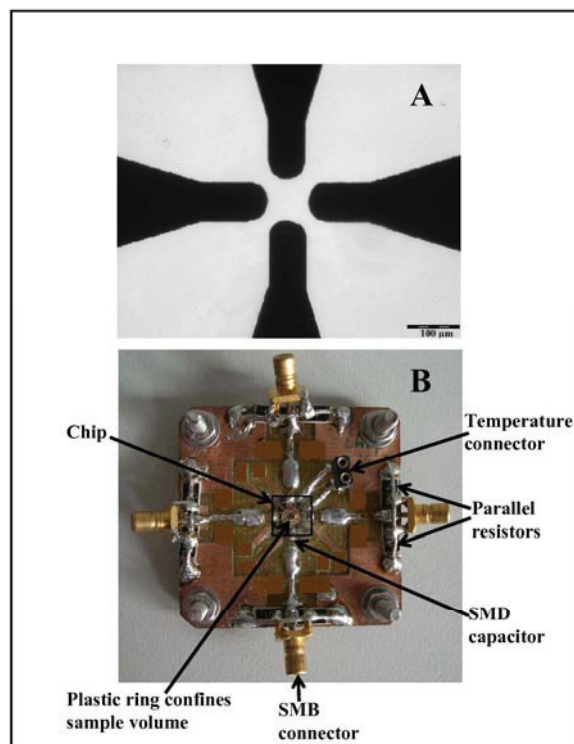 A
100 μm
B
Chip
Temperature
connector
Parallel
resistors
SMD
capacitor
Plastic ring confines
sample volume
SMB
connector